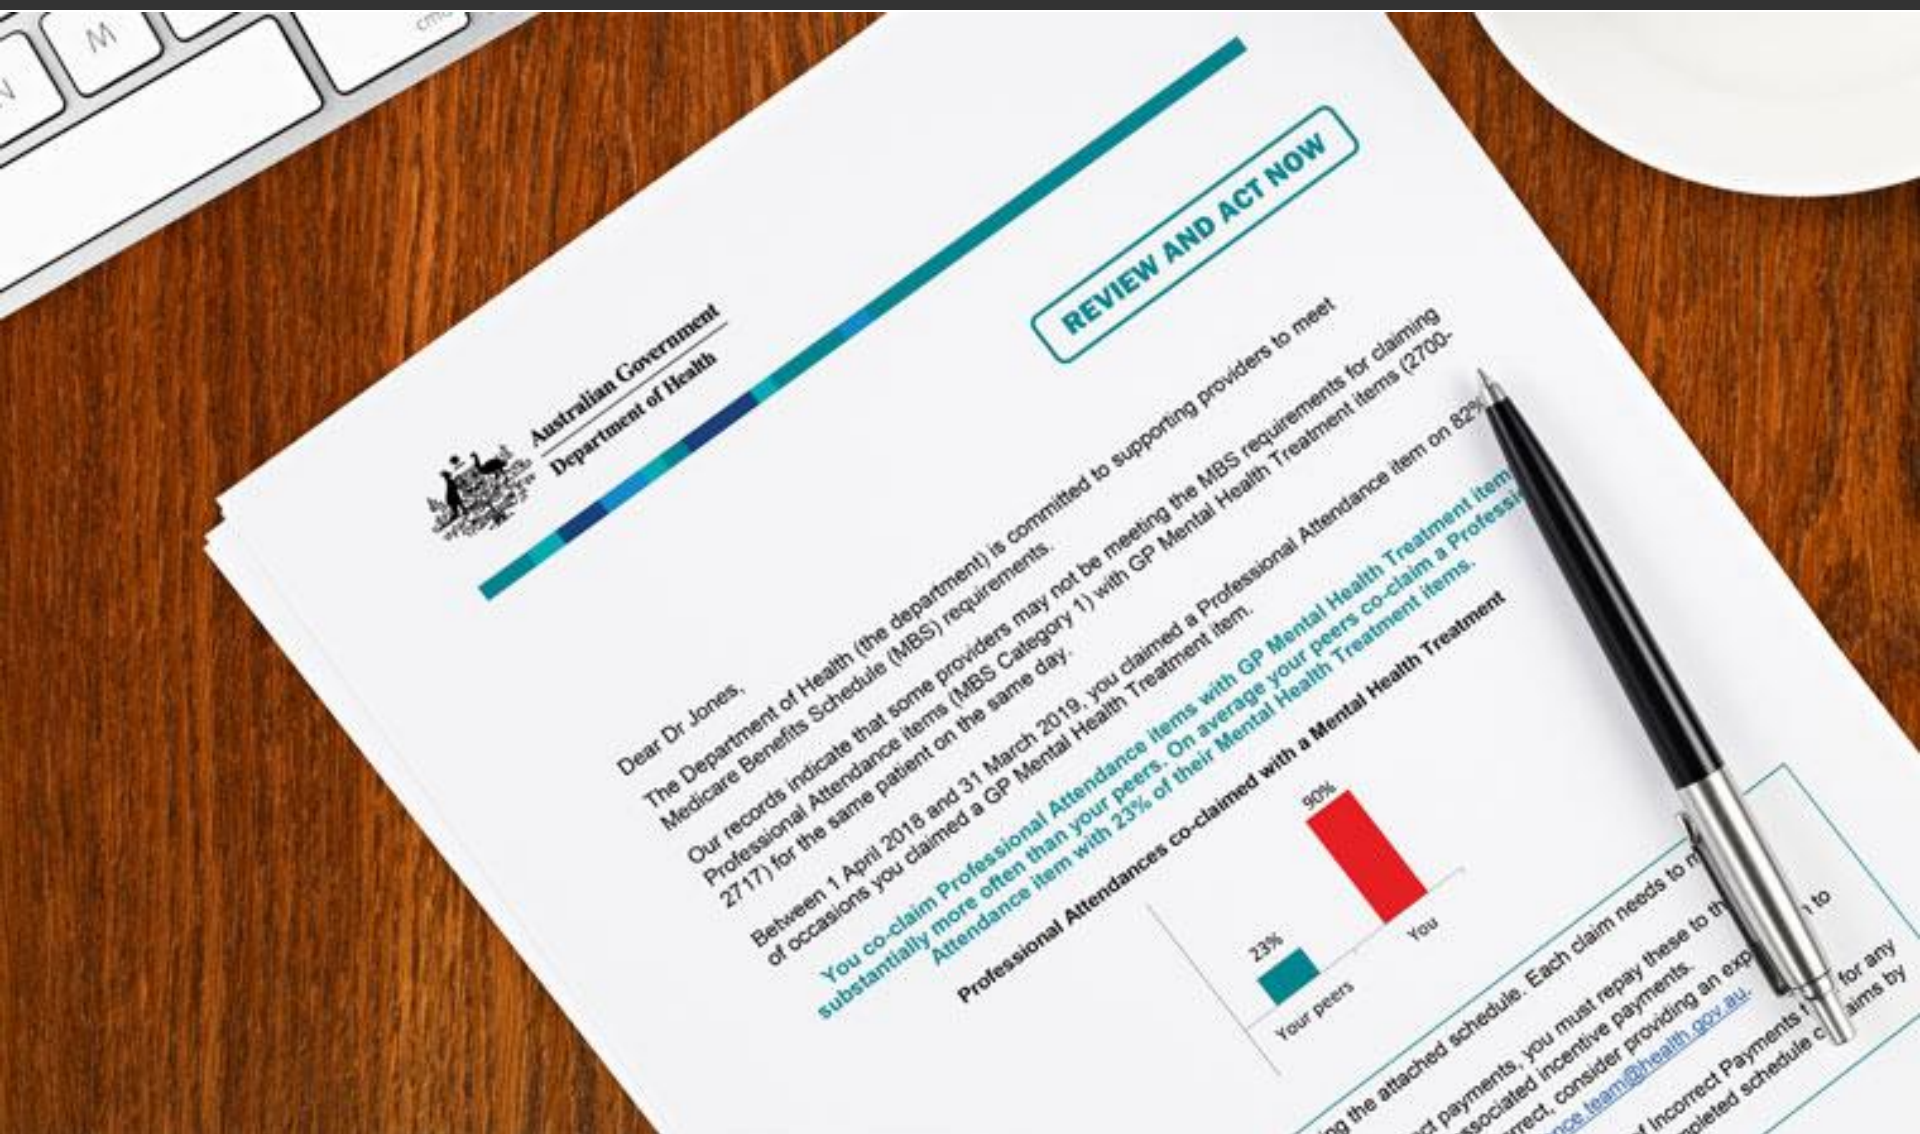 N
M
cmd
Australian Government
Department of Health
REVIEW AND ACT NOW
Dear Dr Jones,
The Department of Health (the department) is committed to supporting providers to meet
Medicare Benefits Schedule (MBS) requirements.
Our records indicate that some providers may not be meeting the MBS requirements for claiming
Professional Attendance items (MBS Category 1) with GP Mental Health Treatment items (2700-
2717) for the same patient on the same day.
Between 1 April 2018 and 31 March 2019, you claimed a Professional Attendance item on 82%
of occasions you claimed a GP Mental Health Treatment item.
You co-claim Professional Attendance items with GP Mental Health Treatment item
substantially more often than your peers. On average your peers co-claim a Professi
Attendance item with 23% of their Mental Health Treatment items.
Professional Attendances co-claimed with a Mental Health Treatment
90%
23%
Your peers
You
the attached schedule. Each claim needs to
payments, you must repay these to
incentive payments.
to
consider providing an
team@health.gov.au.
Incorrect Payments
for any
schedule
by